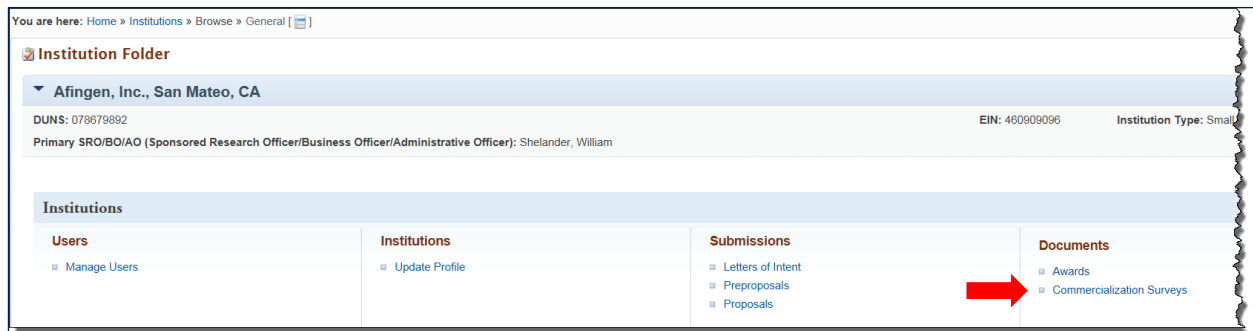 You are here: Home » Institutions » Browse » General [ ]
Institution Folder
Afingen, Inc., San Mateo, CA
DUNS: 078679892 EIN: 460909096 Institution Type: Small
Primary SRO/BO/AO (Sponsored Research Officer/Business Officer/Administrative Officer): Shelander, William
Institutions
Users
Manage Users
Institutions
Update Profile
Submissions
Letters of Intent
Preproposals
Proposals
Documents
Awards
Commercialization Surveys